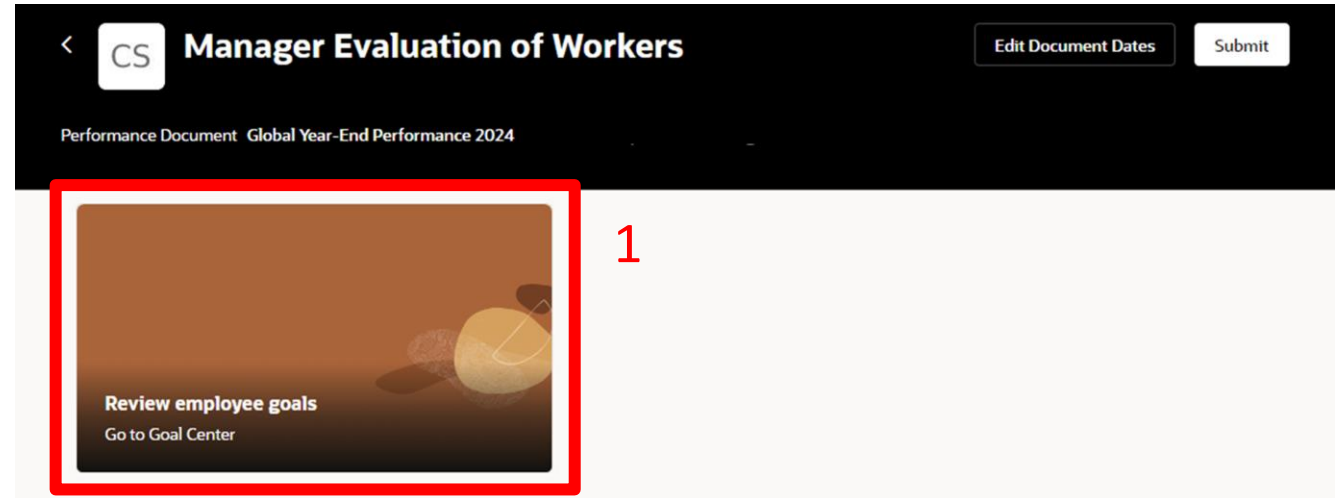 CS
Manager Evaluation of Workers
Edit Document Dates
Submit
Performance Document Global Year-End Performance 2024
1
Review employee goals
Go to Goal Center